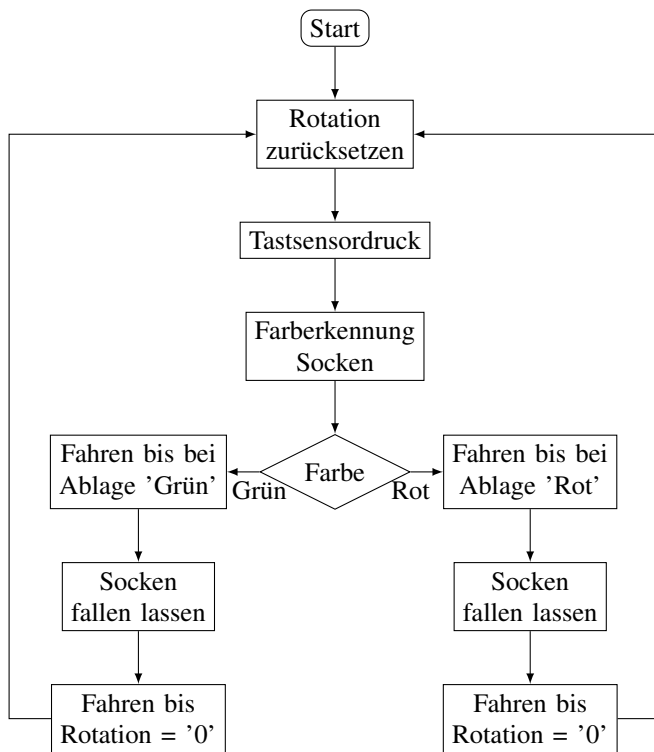 Start
Rotation
zurücksetzen
Tastsensordruck
Farberkennung
Socken
Fahren bis bei
Ablage 'Grün'
Grün
Farbe
Rot
Fahren bis bei
Ablage 'Rot'
Socken
fallen lassen
Socken
fallen lassen
Fahren bis
Rotation = '0'
Fahren bis
Rotation = '0'